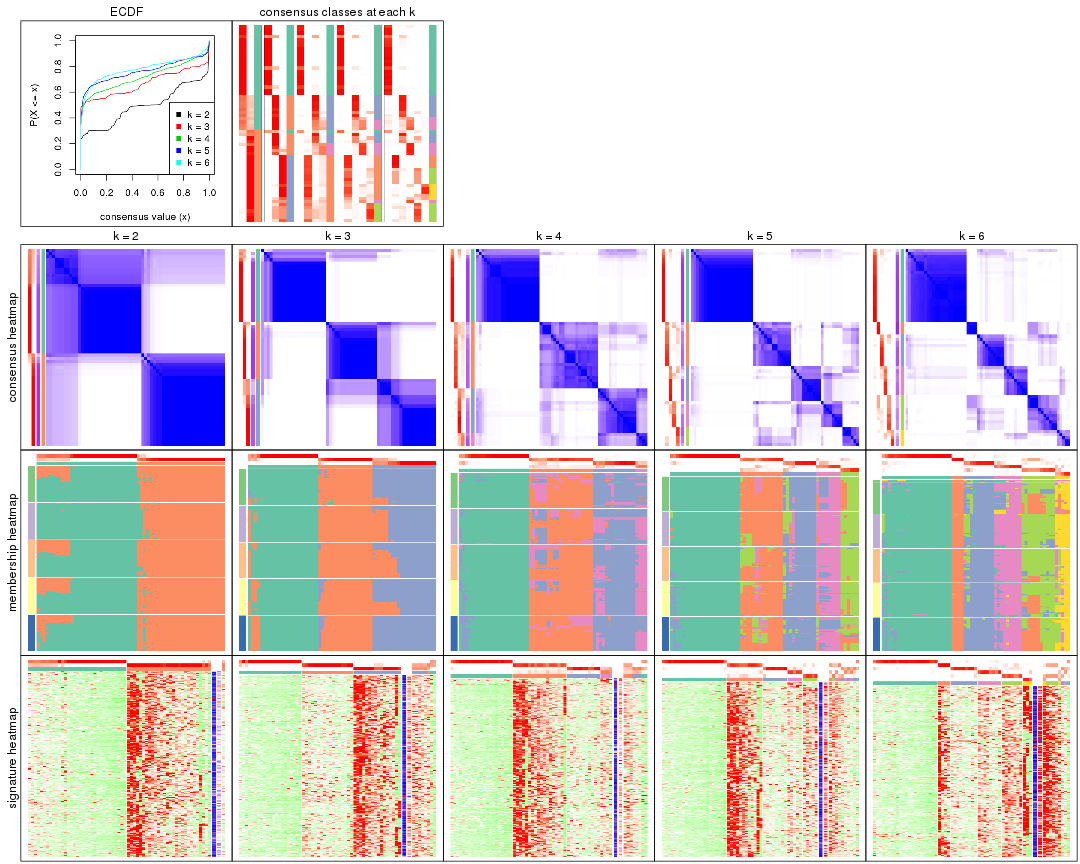 ECDF
consensus classes at each k
P(X <= x)
0.0 0.2 0.4 0.6 0.8 1.0
k = 2
k = 3
k = 4
k = 5
k = 6
0.0 0.2 0.4 0.6 0.8 1.0
consensus value (x)
k = 2
k = 3
k = 4
k = 5
k = 6
consensus heatmap
membership heatmap
signature heatmap